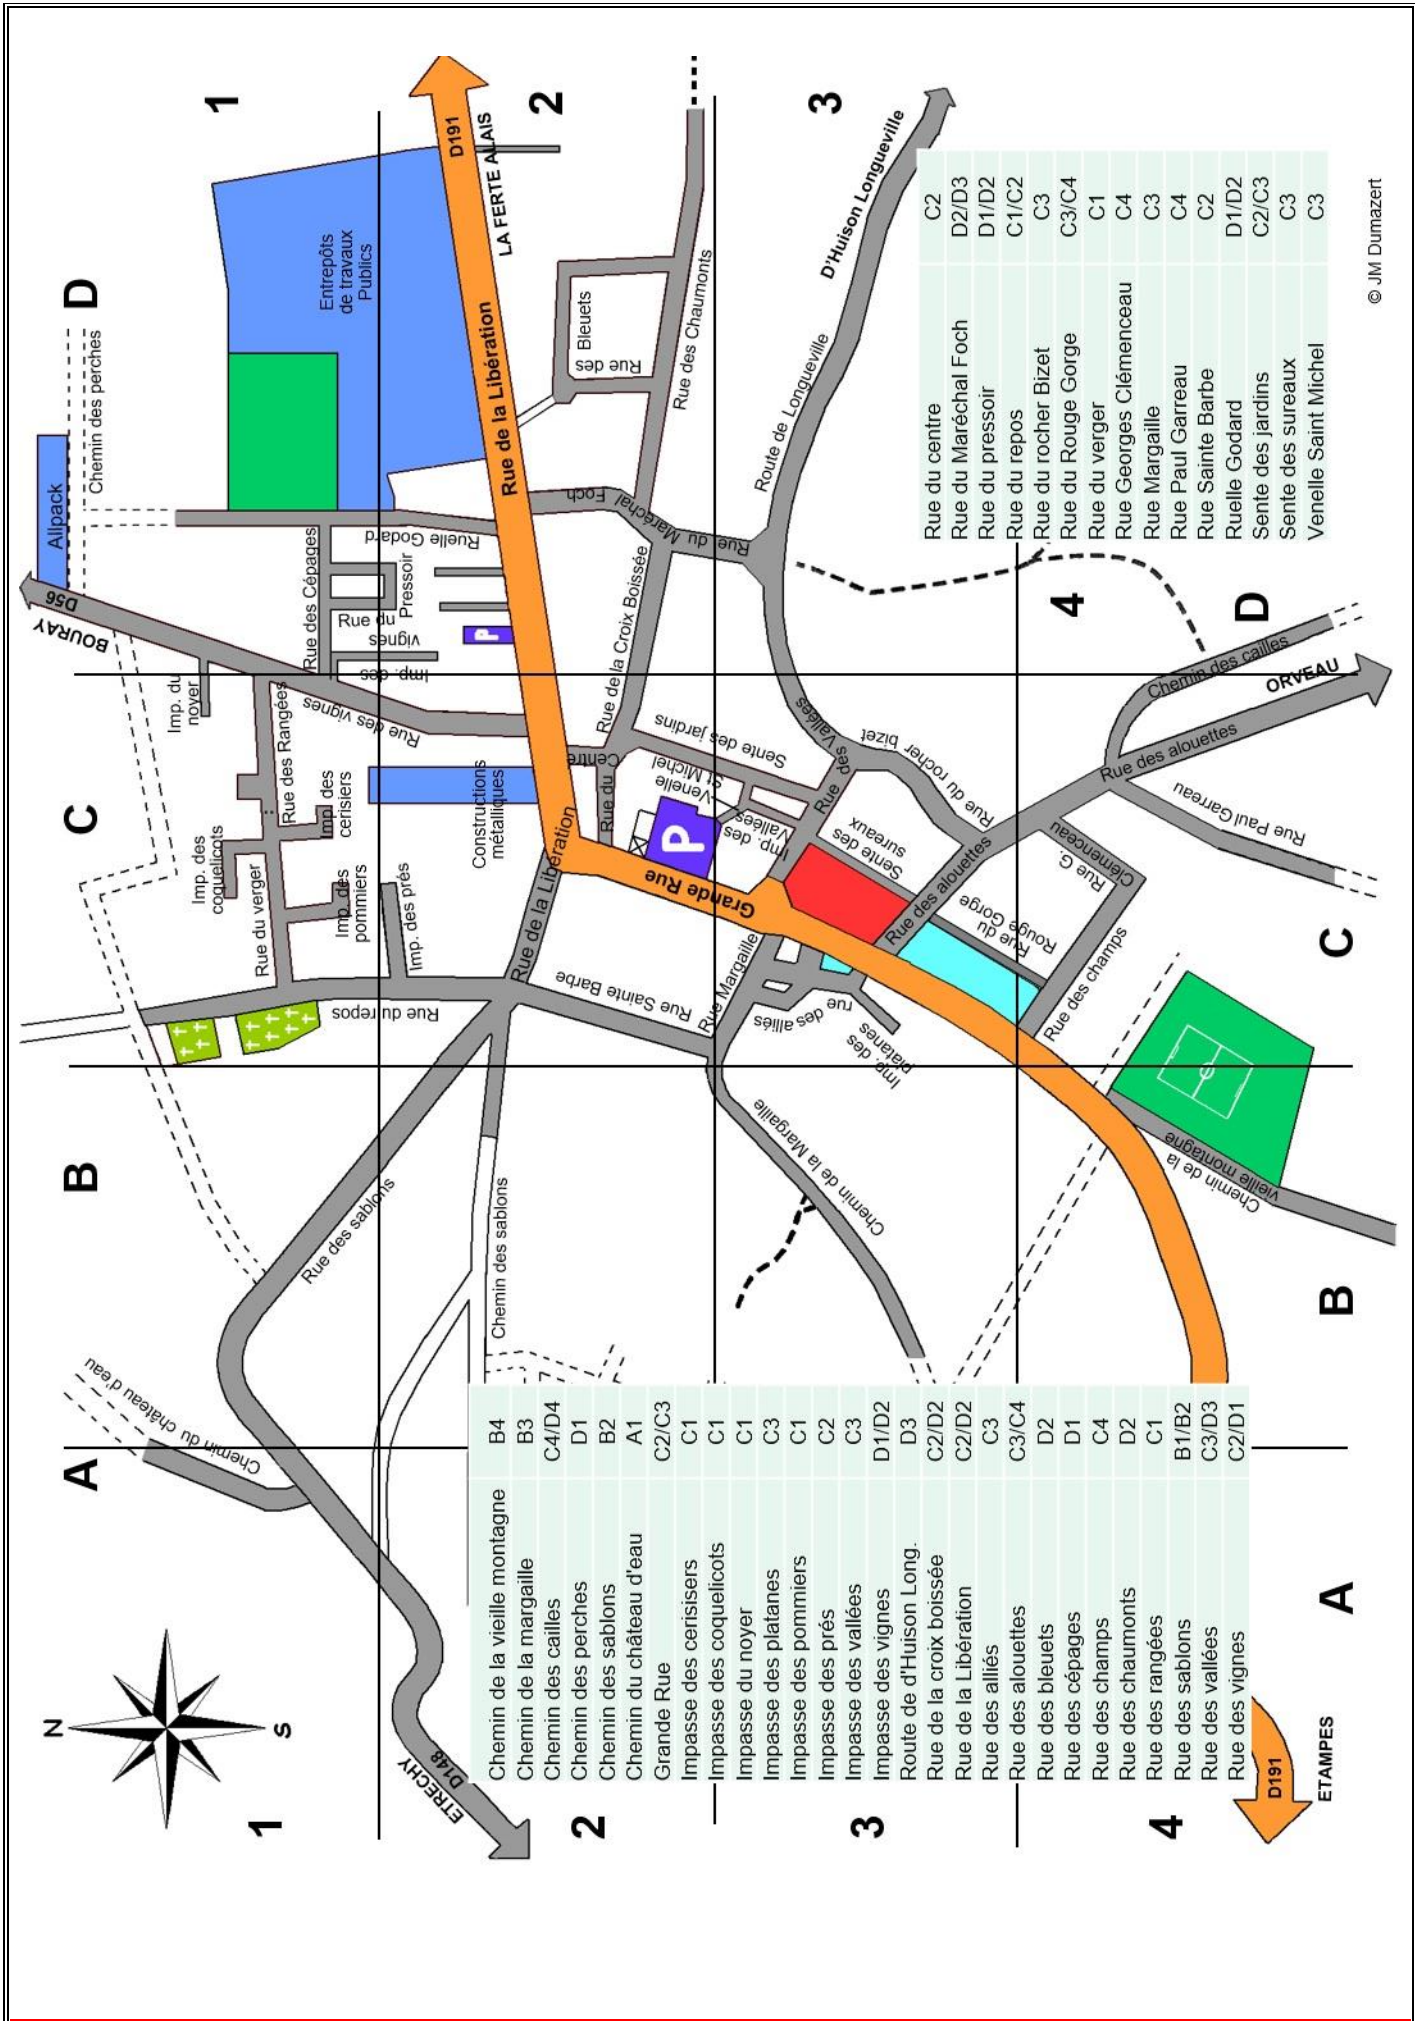 A
B
C
D
1
2
3
4
A
B
C
D
1
2
3
4
N
S
Chemin du château d'eau
Chemin des perches
Allpack
D56
BOURAY
Imp. du
noyer
Rue des Cépages
Entrepôts
de travaux
Publics
Ruelle Godard
Rue du
Pressoir
Imp. des
vignes
P
Rue des vignes
Rue des Rangées
Imp. des
coquelicots
Imp. des
cerisiers
Rue du verger
Imp. des
pommiers
Imp. des prés
Rue du repos
Constructions
métalliques
Rue des sablons
Chemin des sablons
D148
ETRECHY
Rue de la Libération
Rue de la Libération
D191
LA FERTE ALAIS
Rue des
Bleuets
Rue des Chaumonts
Rue du Maréchal Foch
Rue de la Croix Boissée
Rue du Centre
Sente des jardins
Venelle
St Michel
Imp. des
Vallées
P
Grande Rue
Rue Sainte Barbe
Rue Margaille
rue des alliés
Imp. des
platanes
Chemin de la Margaille
Rue des Vallées
Sente des
sureaux
Rue du rocher bizet
Route de Longueville
D'Huison Longueville
Rue des alouettes
Rue du
Rouge Gorge
Rue G.
Clémenceau
Rue des champs
Rue des alouettes
Chemin des cailles
ORVEAU
Rue Paul Garreau
Chemin de la
vieille montagne
D191
ETAMPES
Chemin de la vieille montagne B4
Chemin de la margaille B3
Chemin des cailles C4/D4
Chemin des perches D1
Chemin des sablons B2
Chemin du château d'eau A1
Grande Rue C2/C3
Impasse des cerisisers C1
Impasse des coquelicots C1
Impasse du noyer C1
Impasse des platanes C3
Impasse des pommiers C1
Impasse des prés C2
Impasse des vallées C3
Impasse des vignes D1/D2
Route de d'Huison Long. D3
Rue de la croix boissée C2/D2
Rue de la Libération C2/D2
Rue des alliés C3
Rue des alouettes C3/C4
Rue des bleuets D2
Rue des cépages D1
Rue des champs C4
Rue des chaumonts D2
Rue des rangées C1
Rue des sablons B1/B2
Rue des vallées C3/D3
Rue des vignes C2/D1
Rue du centre C2
Rue du Maréchal Foch D2/D3
Rue du pressoir D1/D2
Rue du repos C1/C2
Rue du rocher Bizet C3
Rue du Rouge Gorge C3/C4
Rue du verger C1
Rue Georges Clémenceau C4
Rue Margaille C3
Rue Paul Garreau C4
Rue Sainte Barbe C2
Ruelle Godard D1/D2
Sente des jardins C2/C3
Sente des sureaux C3
Venelle Saint Michel C3
© JM Dumazert